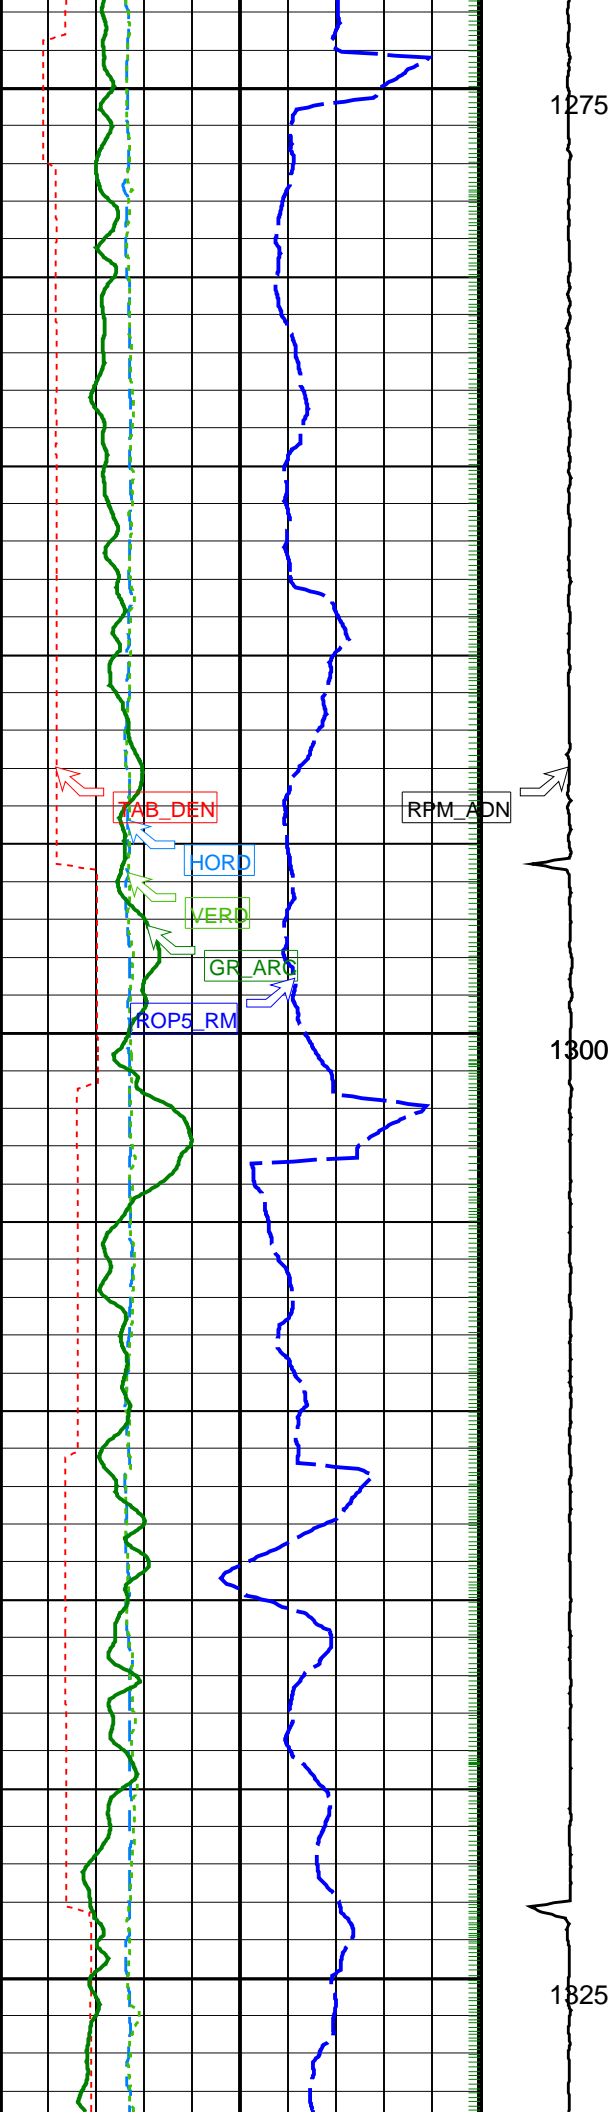 1275
TAB_DEN
RPM_ADN
HORD
VERD
GR_ARC
ROP5_RM
1300
1325